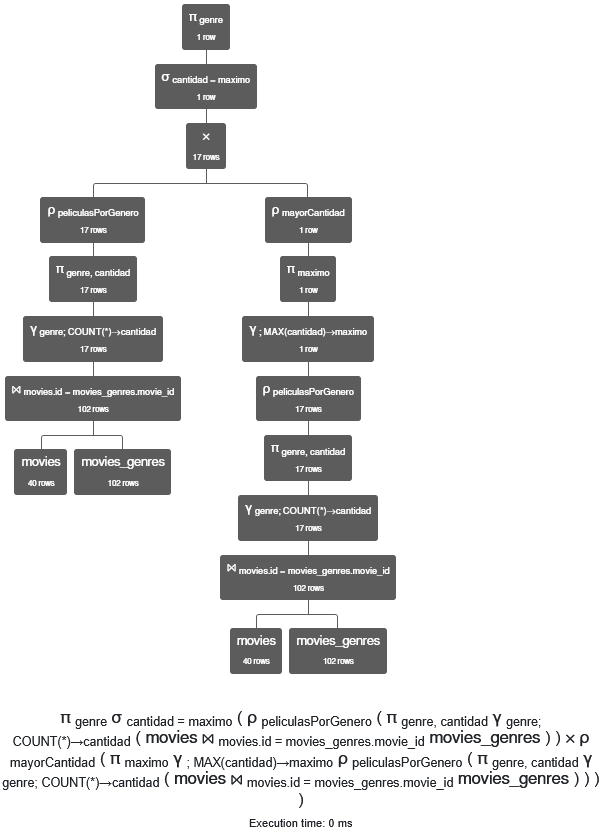 π genre
1 row
σ cantidad = maximo
1 row
×
17 rows
ρ peliculasPorGenero
17 rows
ρ mayorCantidad
1 row
π genre, cantidad
17 rows
π maximo
1 row
γ genre; COUNT(*)→cantidad
17 rows
γ ; MAX(cantidad)→maximo
1 row
⋈ movies.id = movies_genres.movie_id
102 rows
ρ peliculasPorGenero
17 rows
movies
40 rows
movies_genres
102 rows
π genre, cantidad
17 rows
γ genre; COUNT(*)→cantidad
17 rows
⋈ movies.id = movies_genres.movie_id
102 rows
movies
40 rows
movies_genres
102 rows
π genre σ cantidad = maximo ( ρ peliculasPorGenero ( π genre, cantidad γ genre;
COUNT(*)→cantidad ( movies ⋈ movies.id = movies_genres.movie_id movies_genres ) ) × ρ
mayorCantidad ( π maximo γ ; MAX(cantidad)→maximo ρ peliculasPorGenero ( π genre, cantidad γ
genre; COUNT(*)→cantidad ( movies ⋈ movies.id = movies_genres.movie_id movies_genres ) ) )
)
Execution time: 0 ms